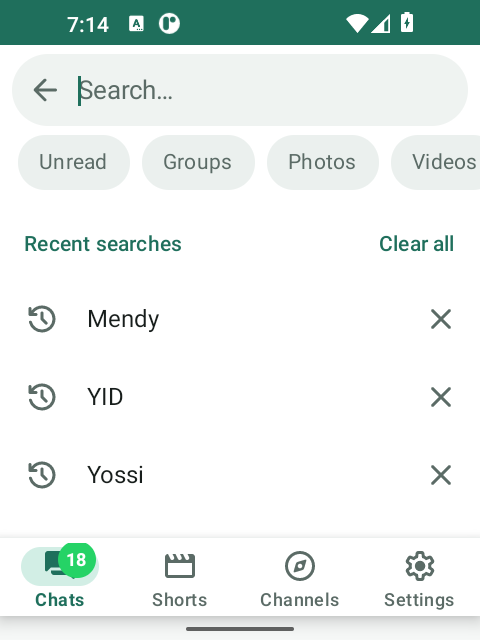 7:14
Search…
Unread
Groups
Photos
Videos
Recent searches
Clear all
Mendy
YID
Yossi
18
Chats
Shorts
Channels
Settings